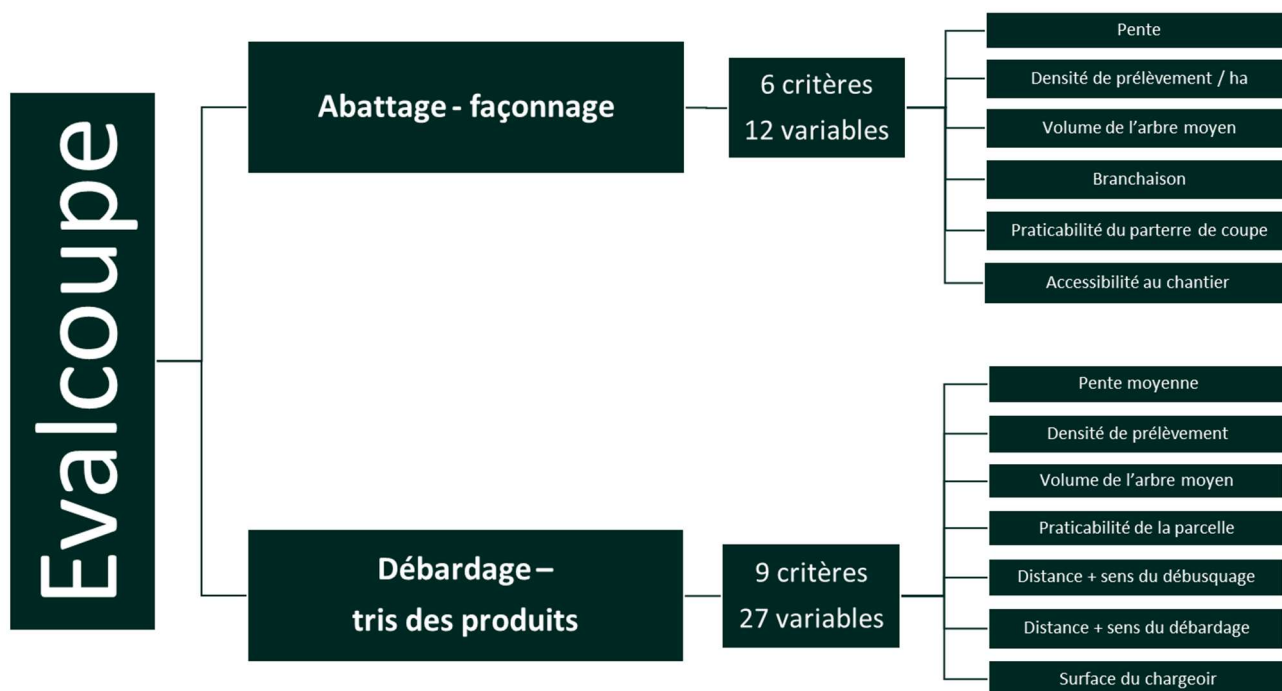 Evalcoupe
Abattage - façonnage
6 critères
12 variables
Pente
Densité de prélèvement / ha
Volume de l'arbre moyen
Branchaison
Praticabilité du parterre de coupe
Accessibilité au chantier
Débardage –
tris des produits
9 critères
27 variables
Pente moyenne
Densité de prélèvement
Volume de l'arbre moyen
Praticabilité de la parcelle
Distance + sens du débusquage
Distance + sens du débardage
Surface du chargeoir